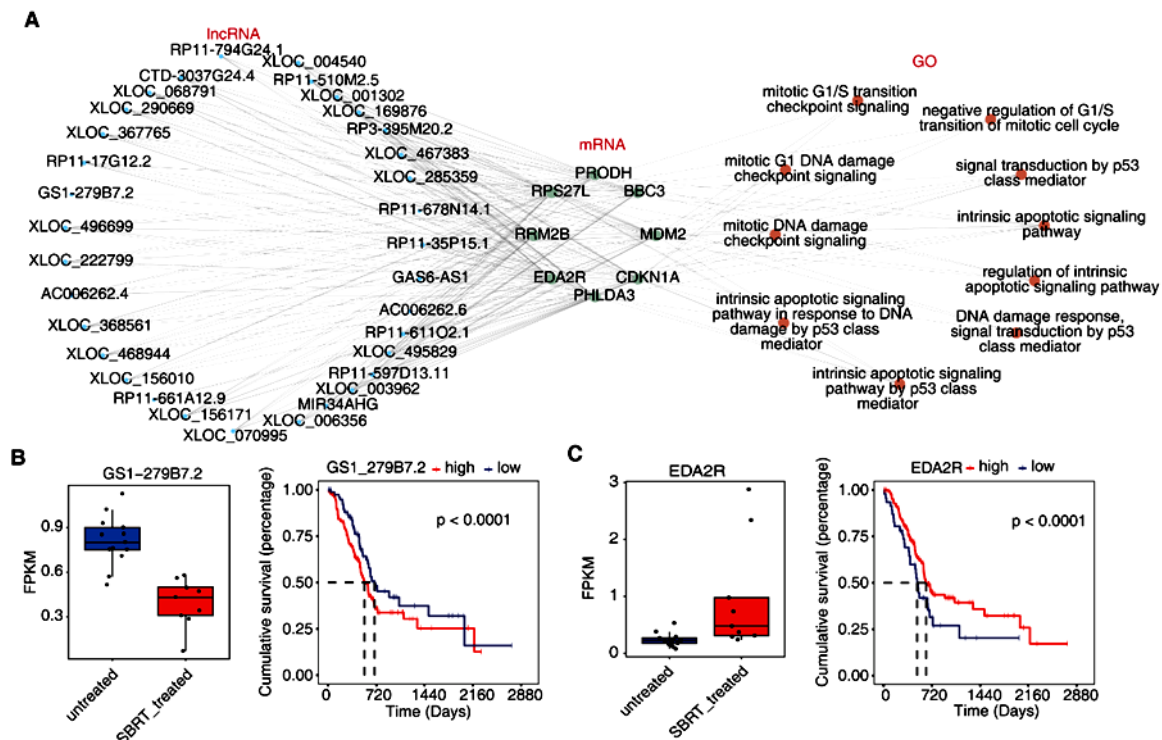 A
lncRNA
RP11-794G24.1
XLOC_004540
CTD-3037G24.4
RP11-510M2.5
XLOC_068791
XLOC_001302
XLOC_290669
XLOC_169876
XLOC_367765
RP3-395M20.2
RP11-17G12.2
XLOC_467383
GS1-279B7.2
XLOC_285359
XLOC_496699
RP11-678N14.1
XLOC_222799
RP11-35P15.1
AC006262.4
GAS6-AS1
XLOC_368561
AC006262.6
XLOC_468944
RP11-611O2.1
XLOC_156010
XLOC_495829
RP11-661A12.9
RP11-597D13.11
XLOC_156171
XLOC_003962
XLOC_070995
MIR34AHG
XLOC_006356
mRNA
PRODH
RPS27L
BBC3
RRM2B
MDM2
EDA2R
CDKN1A
PHLDA3
GO
mitotic G1/S transition
checkpoint signaling
negative regulation of G1/S
transition of mitotic cell cycle
mitotic G1 DNA damage
checkpoint signaling
signal transduction by p53
class mediator
mitotic DNA damage
checkpoint signaling
intrinsic apoptotic signaling
pathway
regulation of intrinsic
apoptotic signaling pathway
intrinsic apoptotic signaling
pathway in response to DNA
damage by p53 class
mediator
DNA damage response,
signal transduction by p53
class mediator
intrinsic apoptotic signaling
pathway by p53 class
mediator
B
GS1-279B7.2
FPKM
0.9
0.6
0.3
untreated
SBRT_treated
GS1_279B7.2 high low
Cumulative survival (percentage)
1.00
0.75
0.50
0.25
0.00
p < 0.0001
0 720 1440 2160 2880
Time (Days)
C
EDA2R
FPKM
3
2
1
0
untreated
SBRT_treated
EDA2R high low
Cumulative survival (percentage)
1.00
0.75
0.50
0.25
0.00
p < 0.0001
0 720 1440 2160 2880
Time (Days)